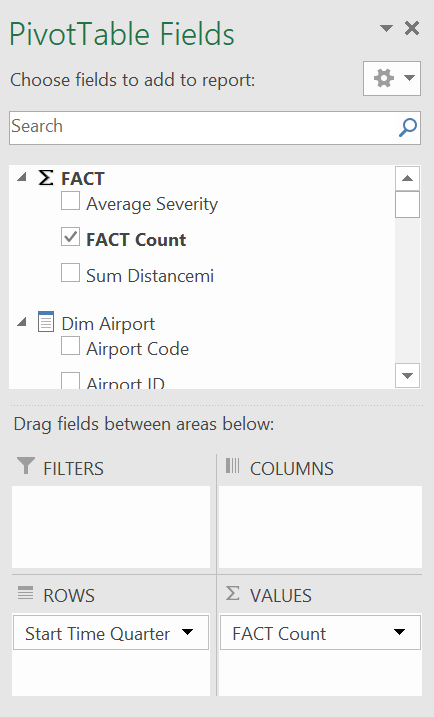 PivotTable Fields
Choose fields to add to report:
Search
FACT
Average Severity
FACT Count
Sum Distancemi
Dim Airport
Airport Code
Airport ID
Drag fields between areas below:
FILTERS
COLUMNS
ROWS
VALUES
Start Time Quarter
FACT Count